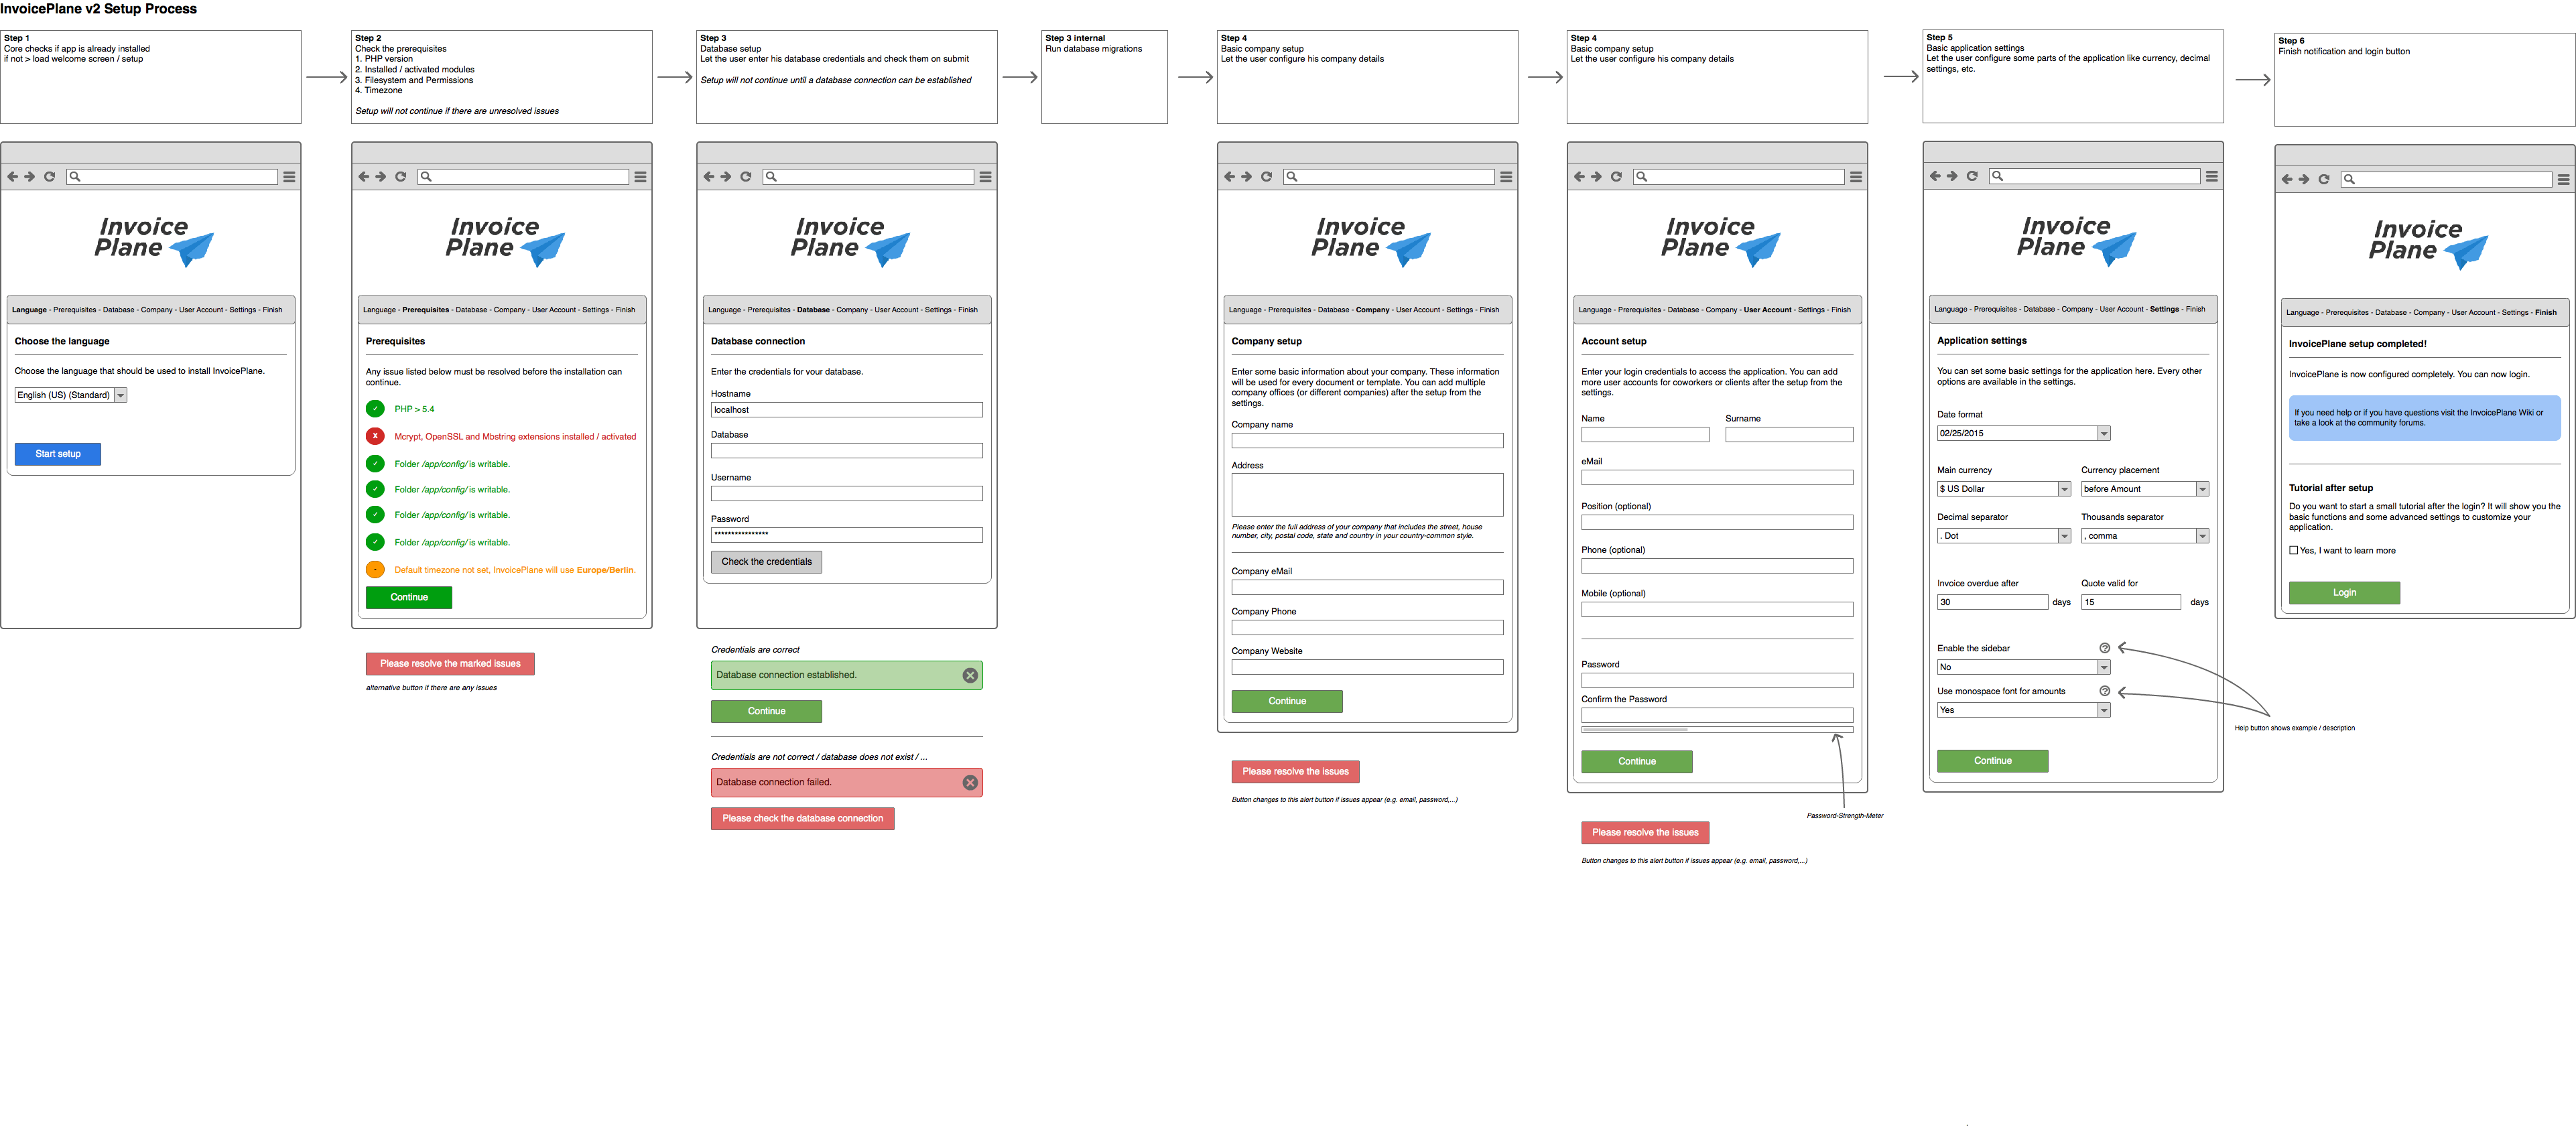 InvoicePlane v2 Setup Process
Step 1
Core checks if app is already installed
if not > load welcome screen / setup
Step 2
Check the prerequisites
1. PHP version
2. Installed / activated modules
3. Filesystem and Permissions
4. Timezone
Setup will not continue if there are unresolved issues
Step 3
Database setup
Let the user enter his database credentials and check them on submit
Setup will not continue until a database connection can be established
Step 3 internal
Run database migrations
Step 4
Basic company setup
Let the user configure his company details
Step 4
Basic company setup
Let the user configure his company details
Step 5
Basic application settings
Let the user configure some parts of the application like currency, decimal
settings, etc.
Step 6
Finish notification and login button
Invoice
Plane
Language - Prerequisites - Database - Company - User Account - Settings - Finish
Choose the language
Choose the language that should be used to install InvoicePlane.
English (US) (Standard)
Start setup
Invoice
Plane
Language - Prerequisites - Database - Company - User Account - Settings - Finish
Prerequisites
Any issue listed below must be resolved before the installation can
continue.
✓ PHP > 5.4
X Mcrypt, OpenSSL and Mbstring extensions installed / activated
✓ Folder /app/config/ is writable.
✓ Folder /app/config/ is writable.
✓ Folder /app/config/ is writable.
✓ Folder /app/config/ is writable.
- Default timezone not set, InvoicePlane will use Europe/Berlin.
Continue
Please resolve the marked issues
alternative button if there are any issues
Invoice
Plane
Language - Prerequisites - Database - Company - User Account - Settings - Finish
Database connection
Enter the credentials for your database.
Hostname
localhost
Database
Username
Password
****************
Check the credentials
Credentials are correct
Database connection established.
Continue
Credentials are not correct / database does not exist / ...
Database connection failed.
Please check the database connection
Invoice
Plane
Language - Prerequisites - Database - Company - User Account - Settings - Finish
Company setup
Enter some basic information about your company. These information
will be used for every document or template. You can add multiple
company offices (or different companies) after the setup from the
settings.
Company name
Address
Please enter the full address of your company that includes the street, house
number, city, postal code, state and country in your country-common style.
Company eMail
Company Phone
Company Website
Continue
Please resolve the issues
Button changes to this alert button if issues appear (e.g. email, password,...)
Invoice
Plane
Language - Prerequisites - Database - Company - User Account - Settings - Finish
Account setup
Enter your login credentials to access the application. You can add
more user accounts for coworkers or clients after the setup from the
settings.
Name Surname
eMail
Position (optional)
Phone (optional)
Mobile (optional)
Password
Confirm the Password
Continue
Password-Strength-Meter
Please resolve the issues
Button changes to this alert button if issues appear (e.g. email, password,...)
Invoice
Plane
Language - Prerequisites - Database - Company - User Account - Settings - Finish
Application settings
You can set some basic settings for the application here. Every other
options are available in the settings.
Date format
02/25/2015
Main currency Currency placement
$ US Dollar before Amount
Decimal separator Thousands separator
. Dot , comma
Invoice overdue after Quote valid for
30 days 15 days
Enable the sidebar ?
No
Use monospace font for amounts ?
Yes
Help button shows example / description
Continue
Invoice
Plane
Language - Prerequisites - Database - Company - User Account - Settings - Finish
InvoicePlane setup completed!
InvoicePlane is now configured completely. You can now login.
If you need help or if you have questions visit the InvoicePlane Wiki or
take a look at the community forums.
Tutorial after setup
Do you want to start a small tutorial after the login? It will show you the
basic functions and some advanced settings to customize your
application.
Yes, I want to learn more
Login